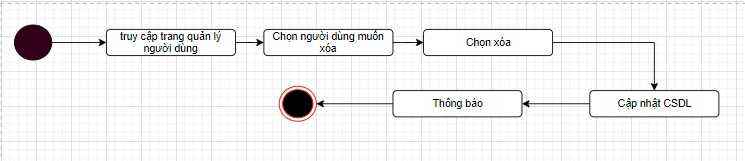 truy cập trang quản lý
người dùng
Chọn người dùng muốn
xóa
Chọn xóa
Thông báo
Cập nhật CSDL